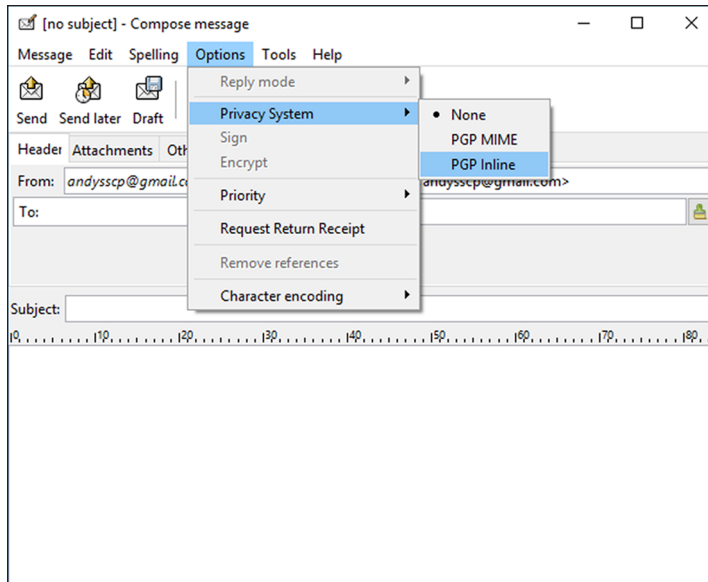 [no subject] - Compose message
Message Edit Spelling Options Tools Help
Send Send later Draft
Reply mode
Privacy System
Sign
Encrypt
Priority
Request Return Receipt
Remove references
Character encoding
None
PGP MIME
PGP Inline
Header Attachments Oth
From: andysscp@gmail.c andysscp@gmail.com>
To:
Subject:
0 10 20 30 40 50 60 70 80